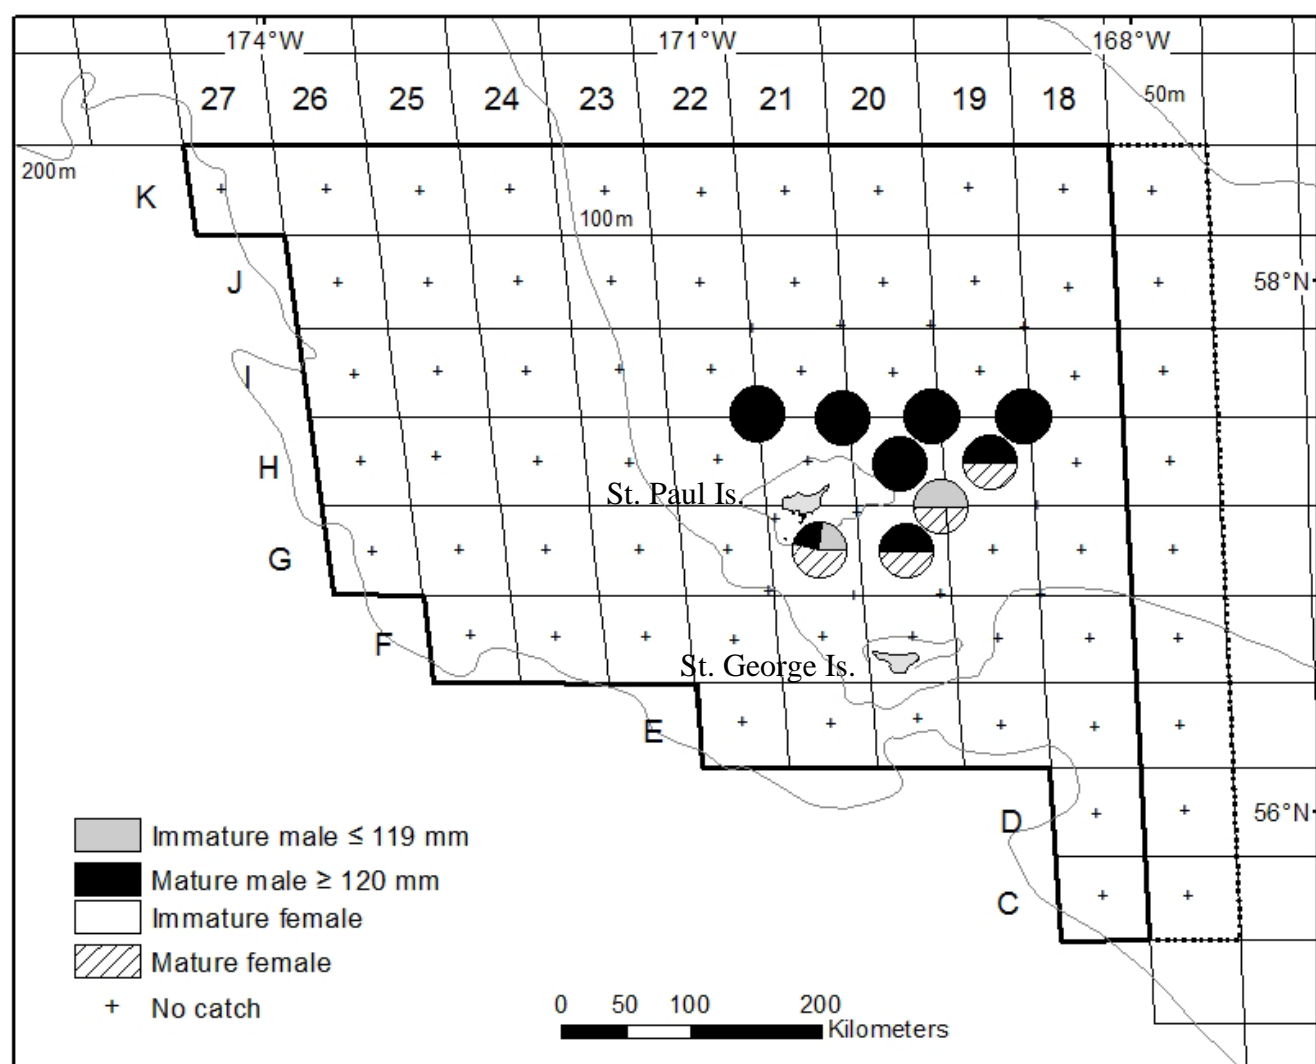 174°W 171°W 168°W
27 26 25 24 23 22 21 20 19 18
50m
200m
K
100m
J
58°N
I
H
St. Paul Is.
G
F
St. George Is.
E
D
56°N
C
Immature male ≤ 119 mm
Mature male ≥ 120 mm
Immature female
Mature female
+ No catch
0 50 100 200
Kilometers